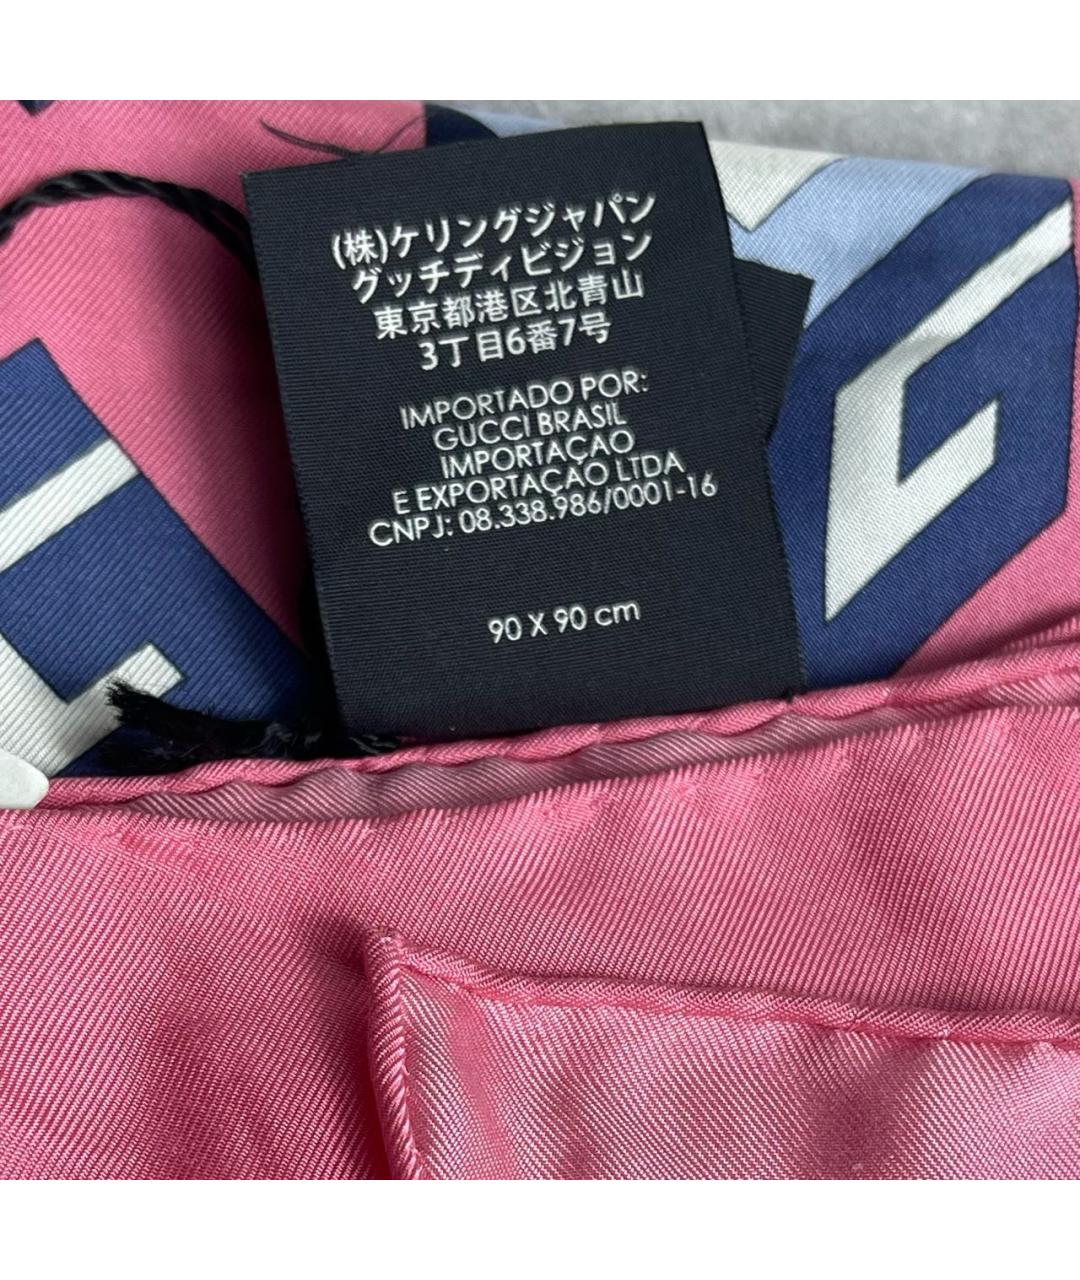 (株)ケリングジャパン
グッチディビジョン
東京都港区北青山
3丁目6番7号
IMPORTADO POR:
GUCCI BRASIL
IMPORTAÇAO
E EXPORTAÇAO LTDA
CNPJ: 08.338.986/0001-16
90 X 90 cm